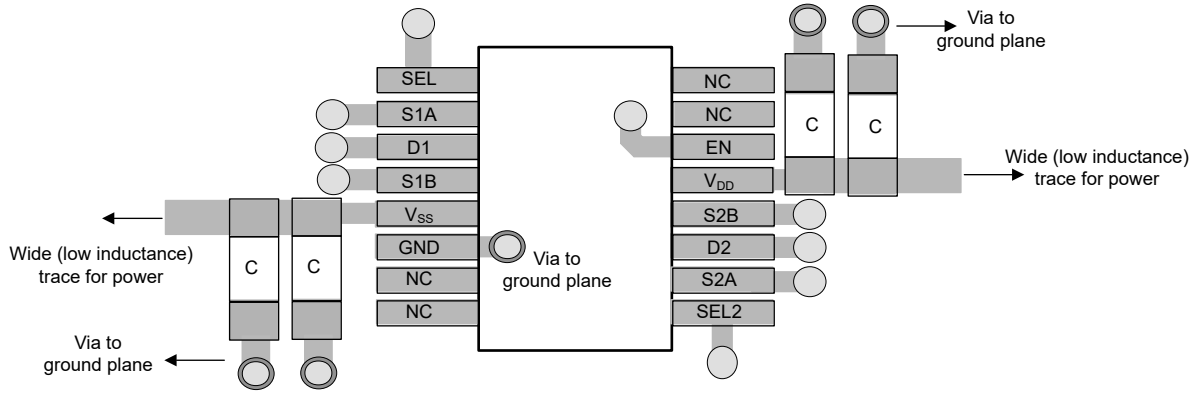 Via to
ground plane
SEL
S1A
D1
S1B
VSS
GND
NC
NC
NC
NC
EN
VDD
S2B
D2
S2A
SEL2
C
C
Wide (low inductance)
trace for power
Via to
ground plane
Wide (low inductance)
trace for power
C
C
Via to
ground plane